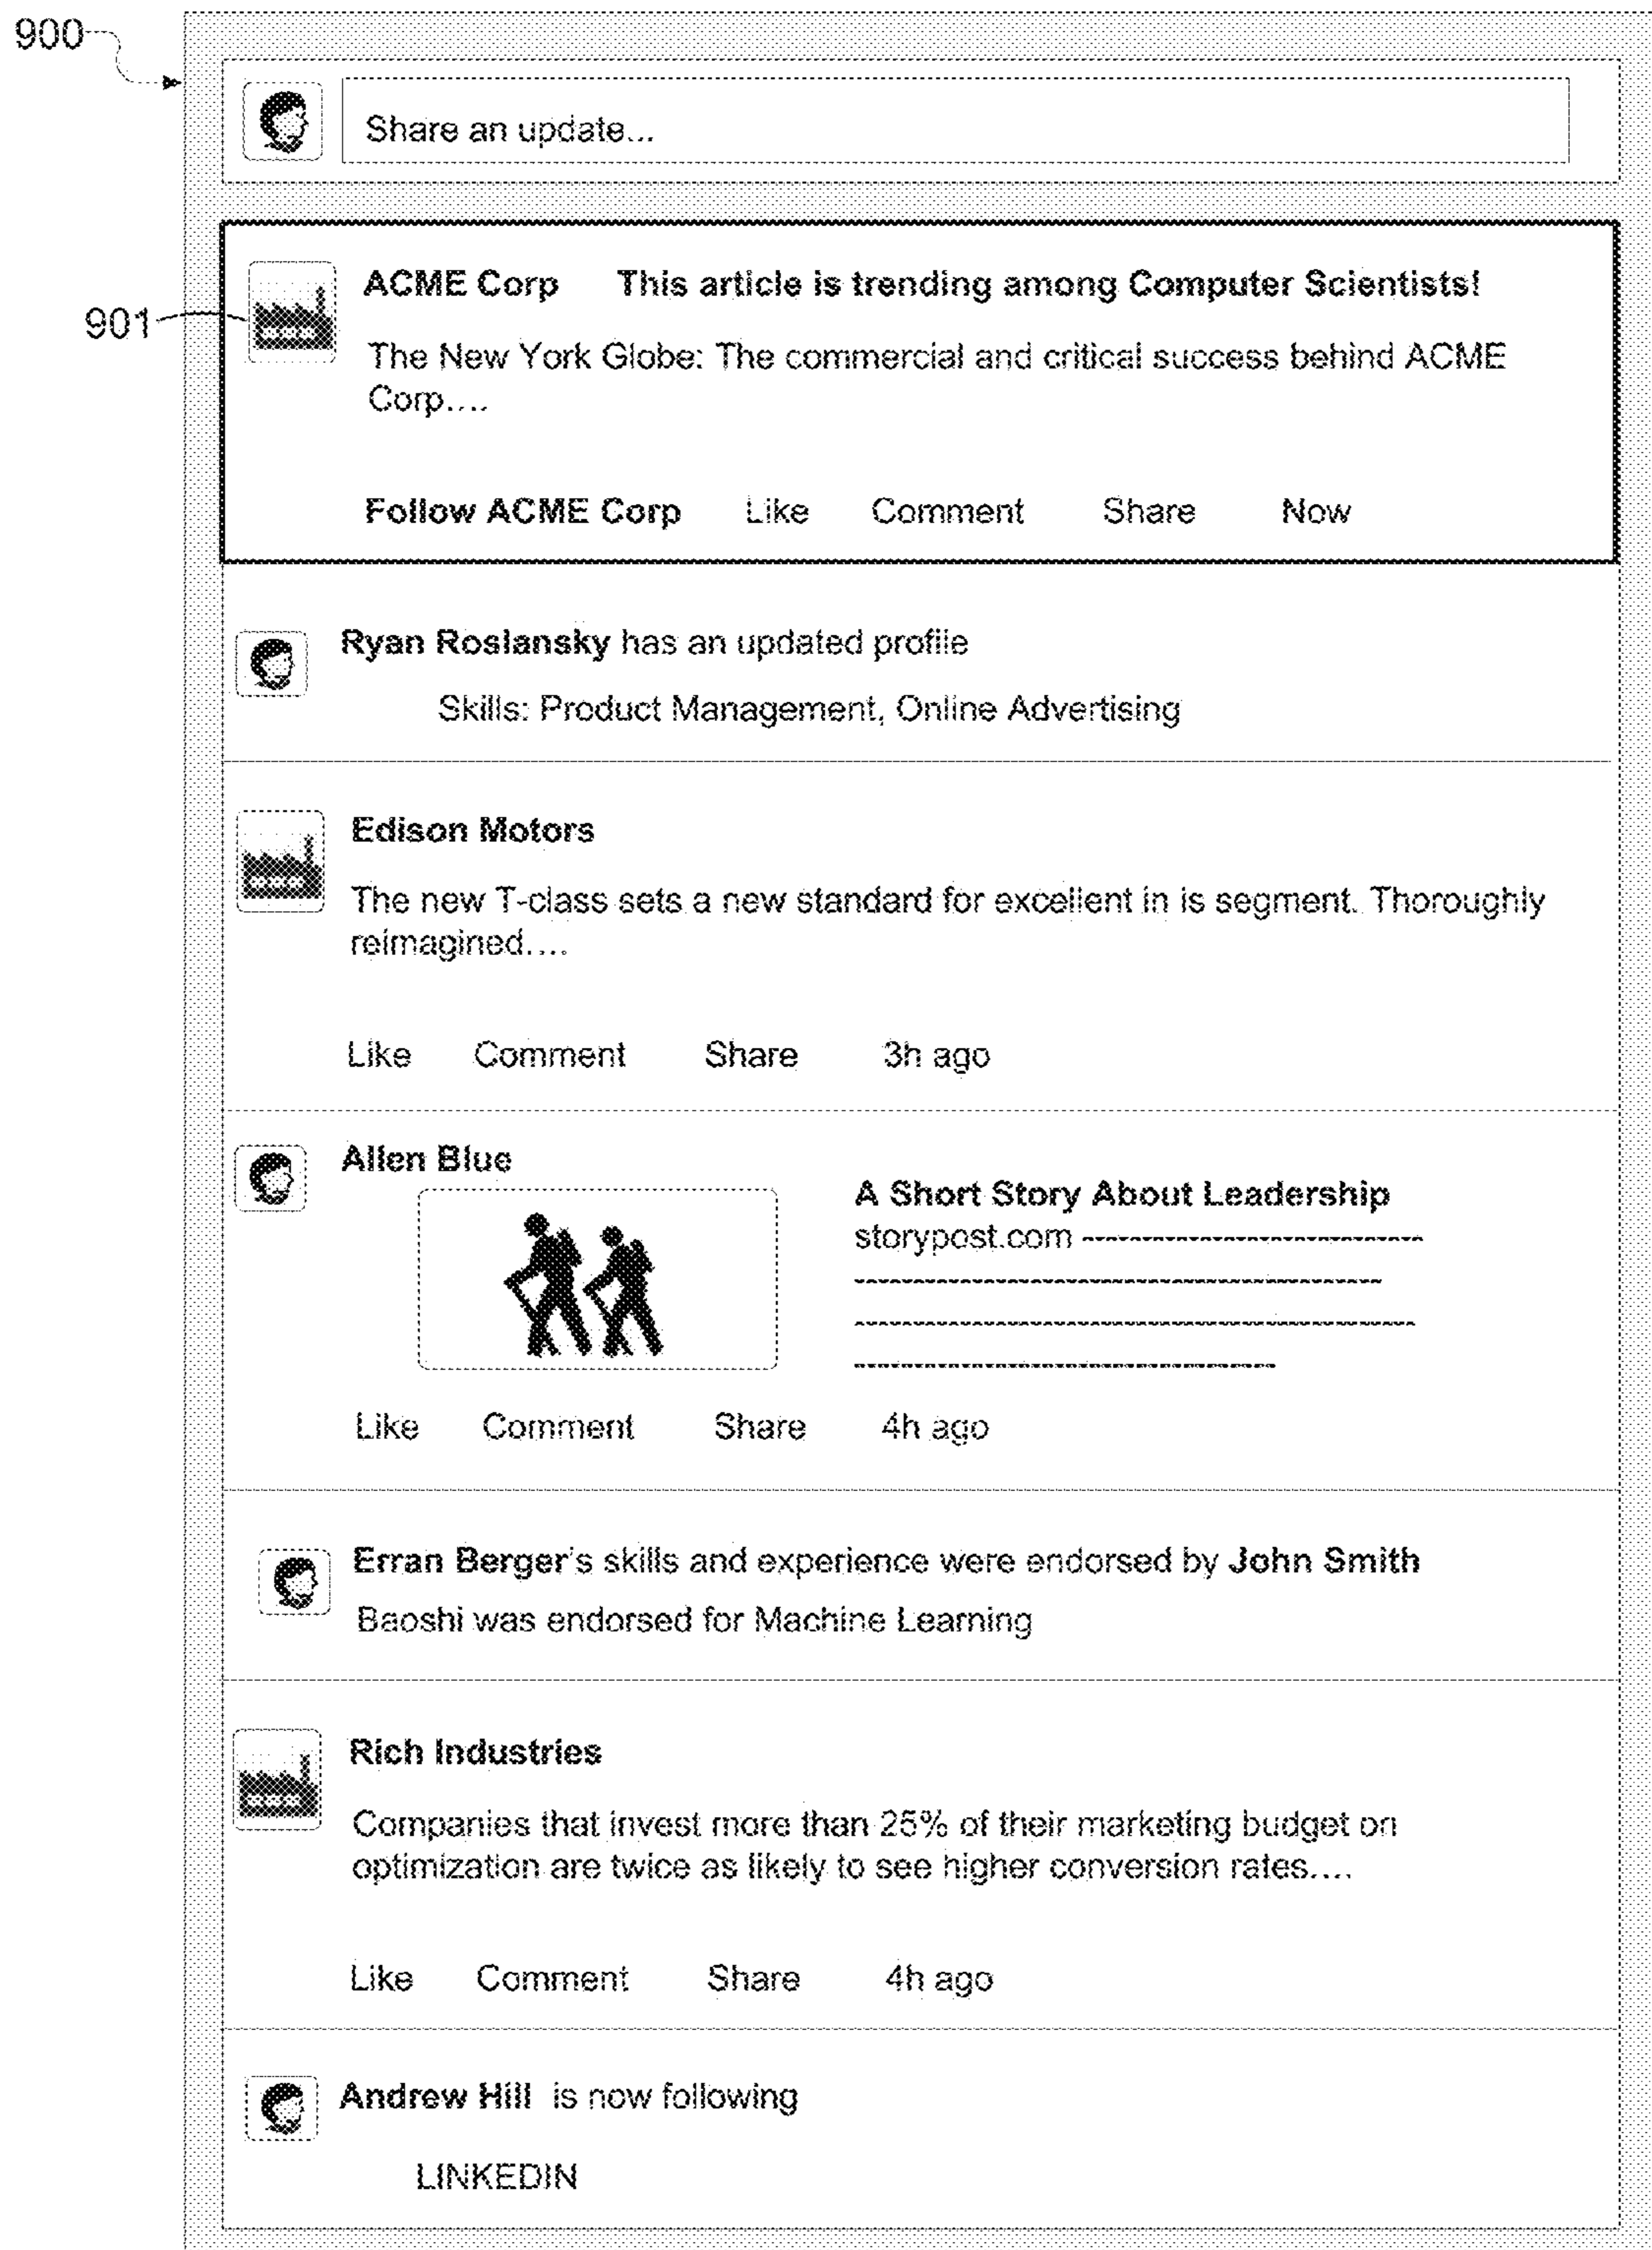 900
Share an update...
901
ACME Corp This article is trending among Computer Scientists!
The New York Globe: The commercial and critical success behind ACME
Corp....
Follow ACME Corp Like Comment Share Now
Ryan Roslansky has an updated profile
Skills: Product Management, Online Advertising
Edison Motors
The new T-class sets a new standard for excellent in is segment. Thoroughly
reimagined....
Like Comment Share 3h ago
Allen Blue
A Short Story About Leadership
storypost.com
Like Comment Share 4h ago
Erran Berger's skills and experience were endorsed by John Smith
Baoshi was endorsed for Machine Learning
Rich Industries
Companies that invest more than 25% of their marketing budget on
optimization are twice as likely to see higher conversion rates....
Like Comment Share 4h ago
Andrew Hill is now following
LINKEDIN